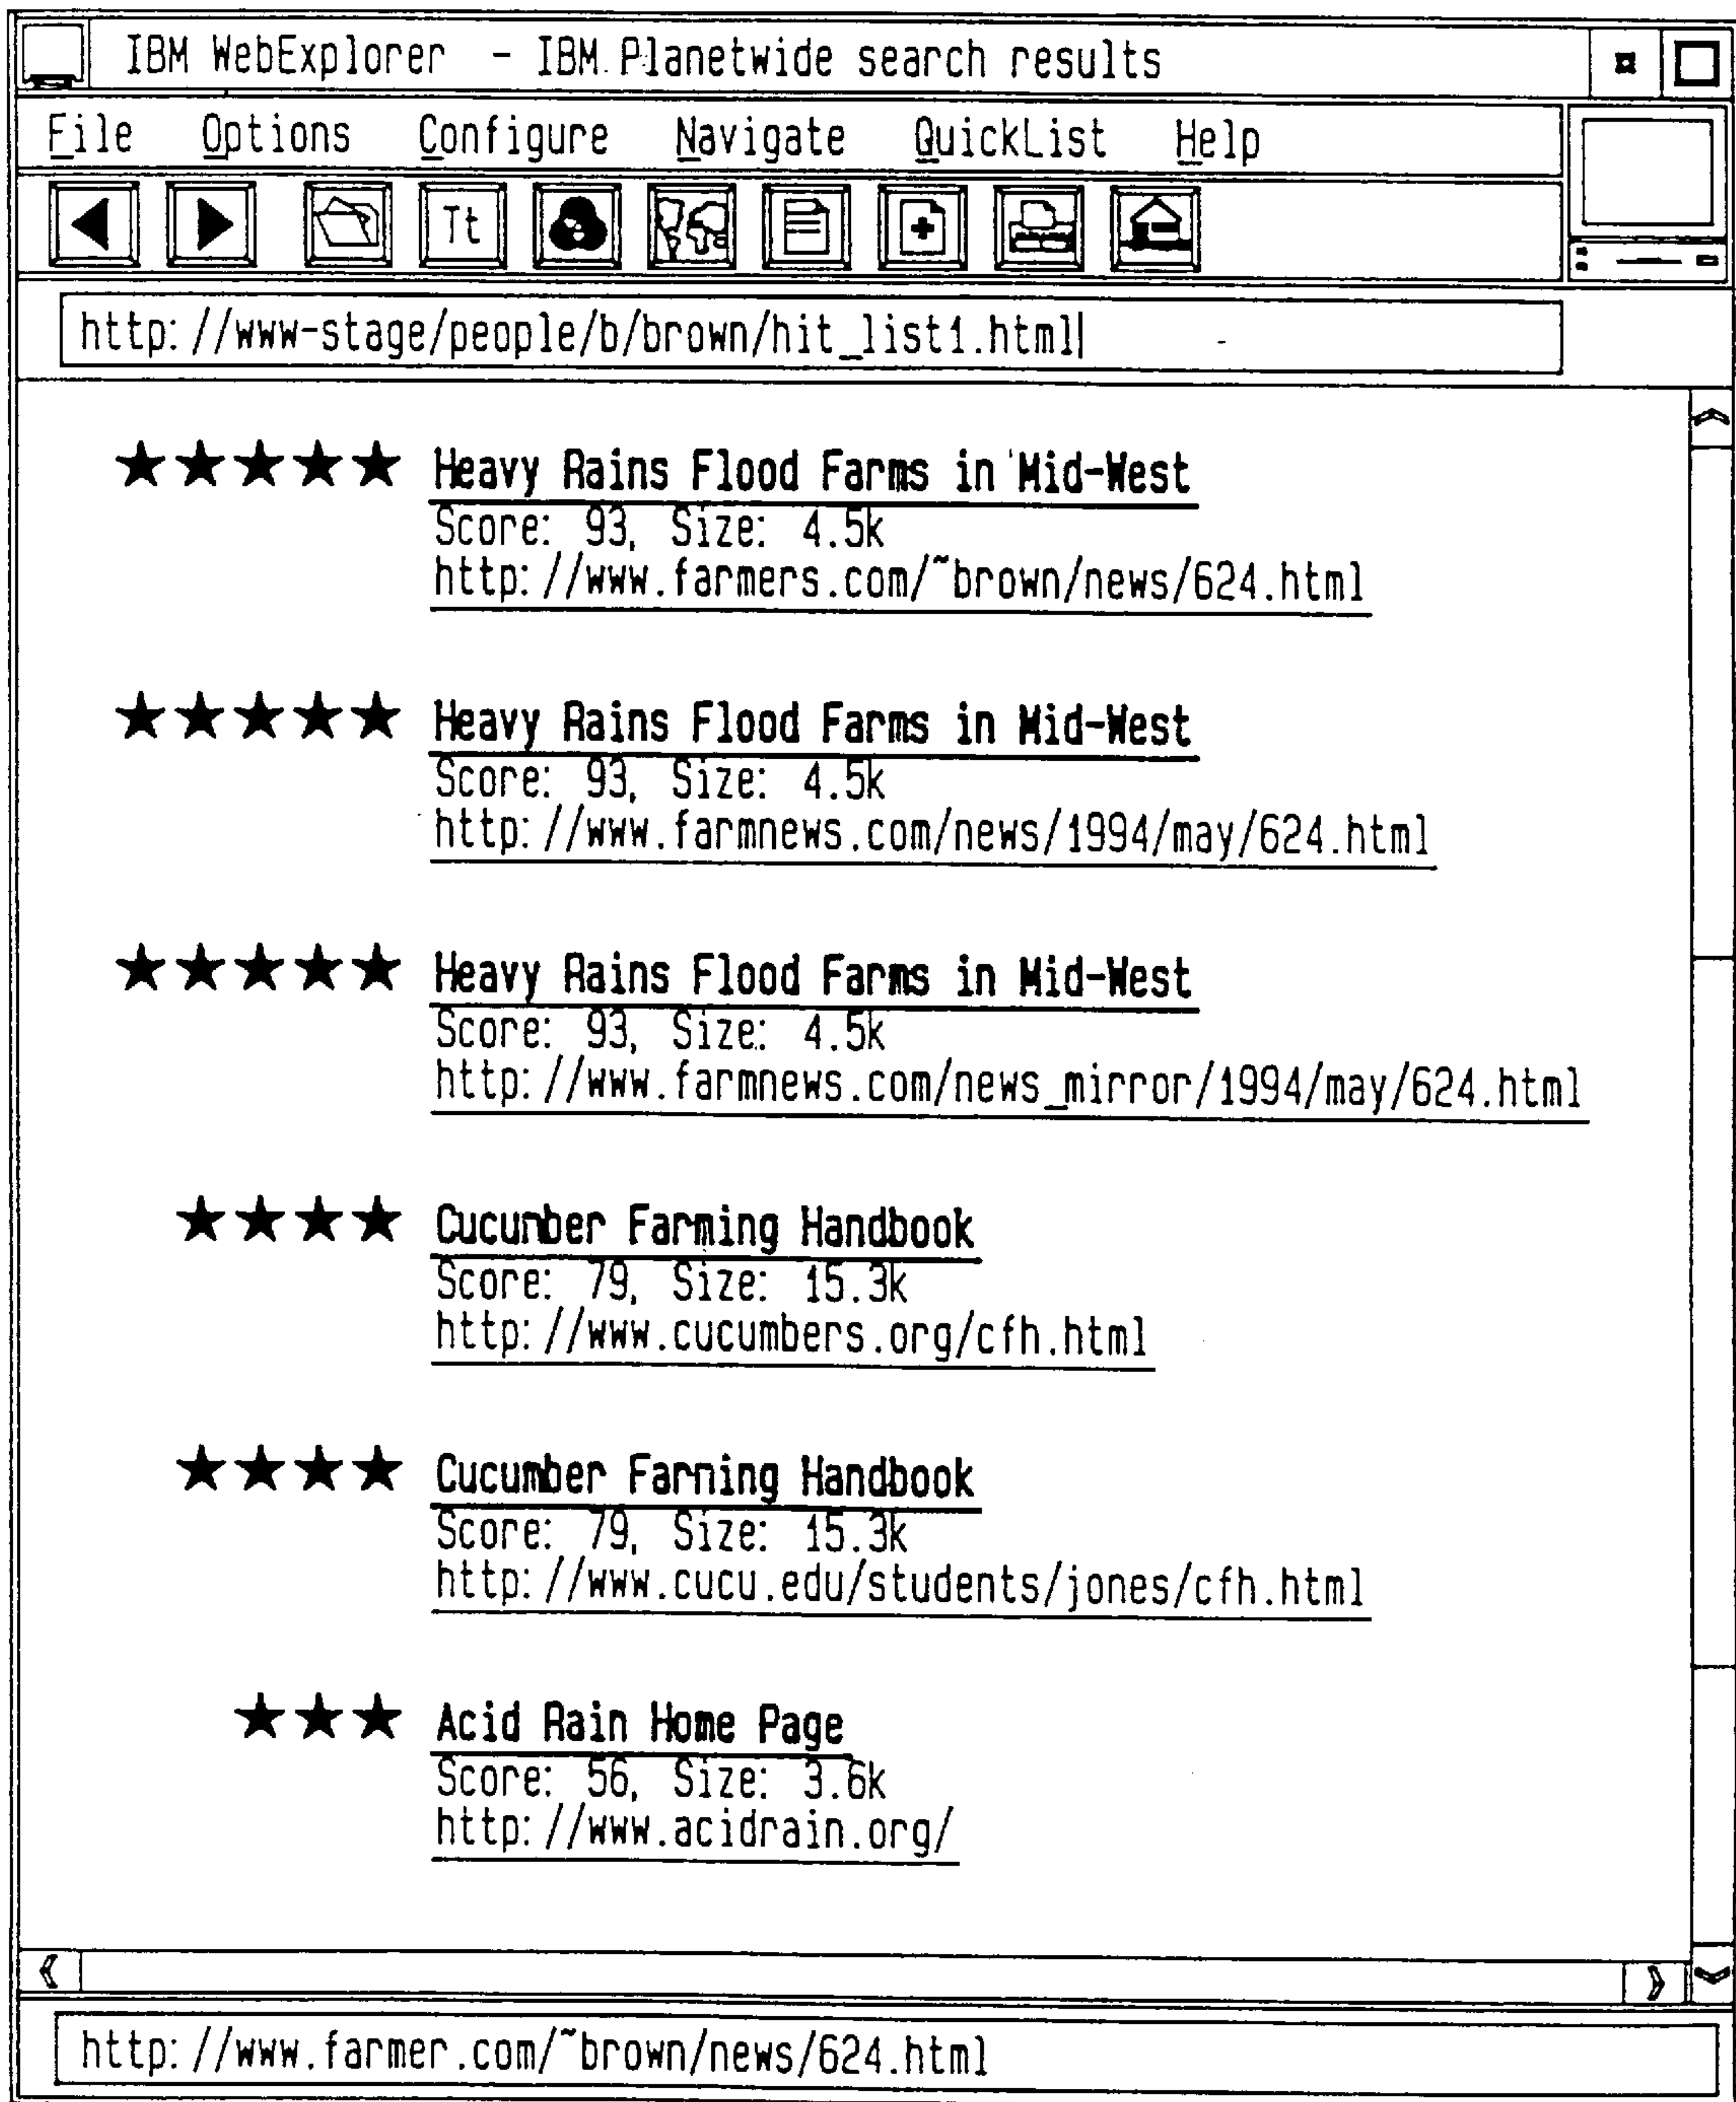 IBM WebExplorer - IBM Planetwide search results
File Options Configure Navigate QuickList Help
Tt
http://www-stage/people/b/brown/hit_list1.html
Heavy Rains Flood Farms in Mid-West
Score: 93, Size: 4.5k
http://www.farmers.com/~brown/news/624.html
Heavy Rains Flood Farms in Mid-West
Score: 93, Size: 4.5k
http://www.farmnews.com/news/1994/may/624.html
Heavy Rains Flood Farms in Mid-West
Score: 93, Size: 4.5k
http://www.farmnews.com/news_mirror/1994/may/624.html
Cucumber Farming Handbook
Score: 79, Size: 15.3k
http://www.cucumbers.org/cfh.html
Cucumber Farming Handbook
Score: 79, Size: 15.3k
http://www.cucu.edu/students/jones/cfh.html
Acid Rain Home Page
Score: 56, Size: 3.6k
http://www.acidrain.org/
http://www.farmer.com/~brown/news/624.html